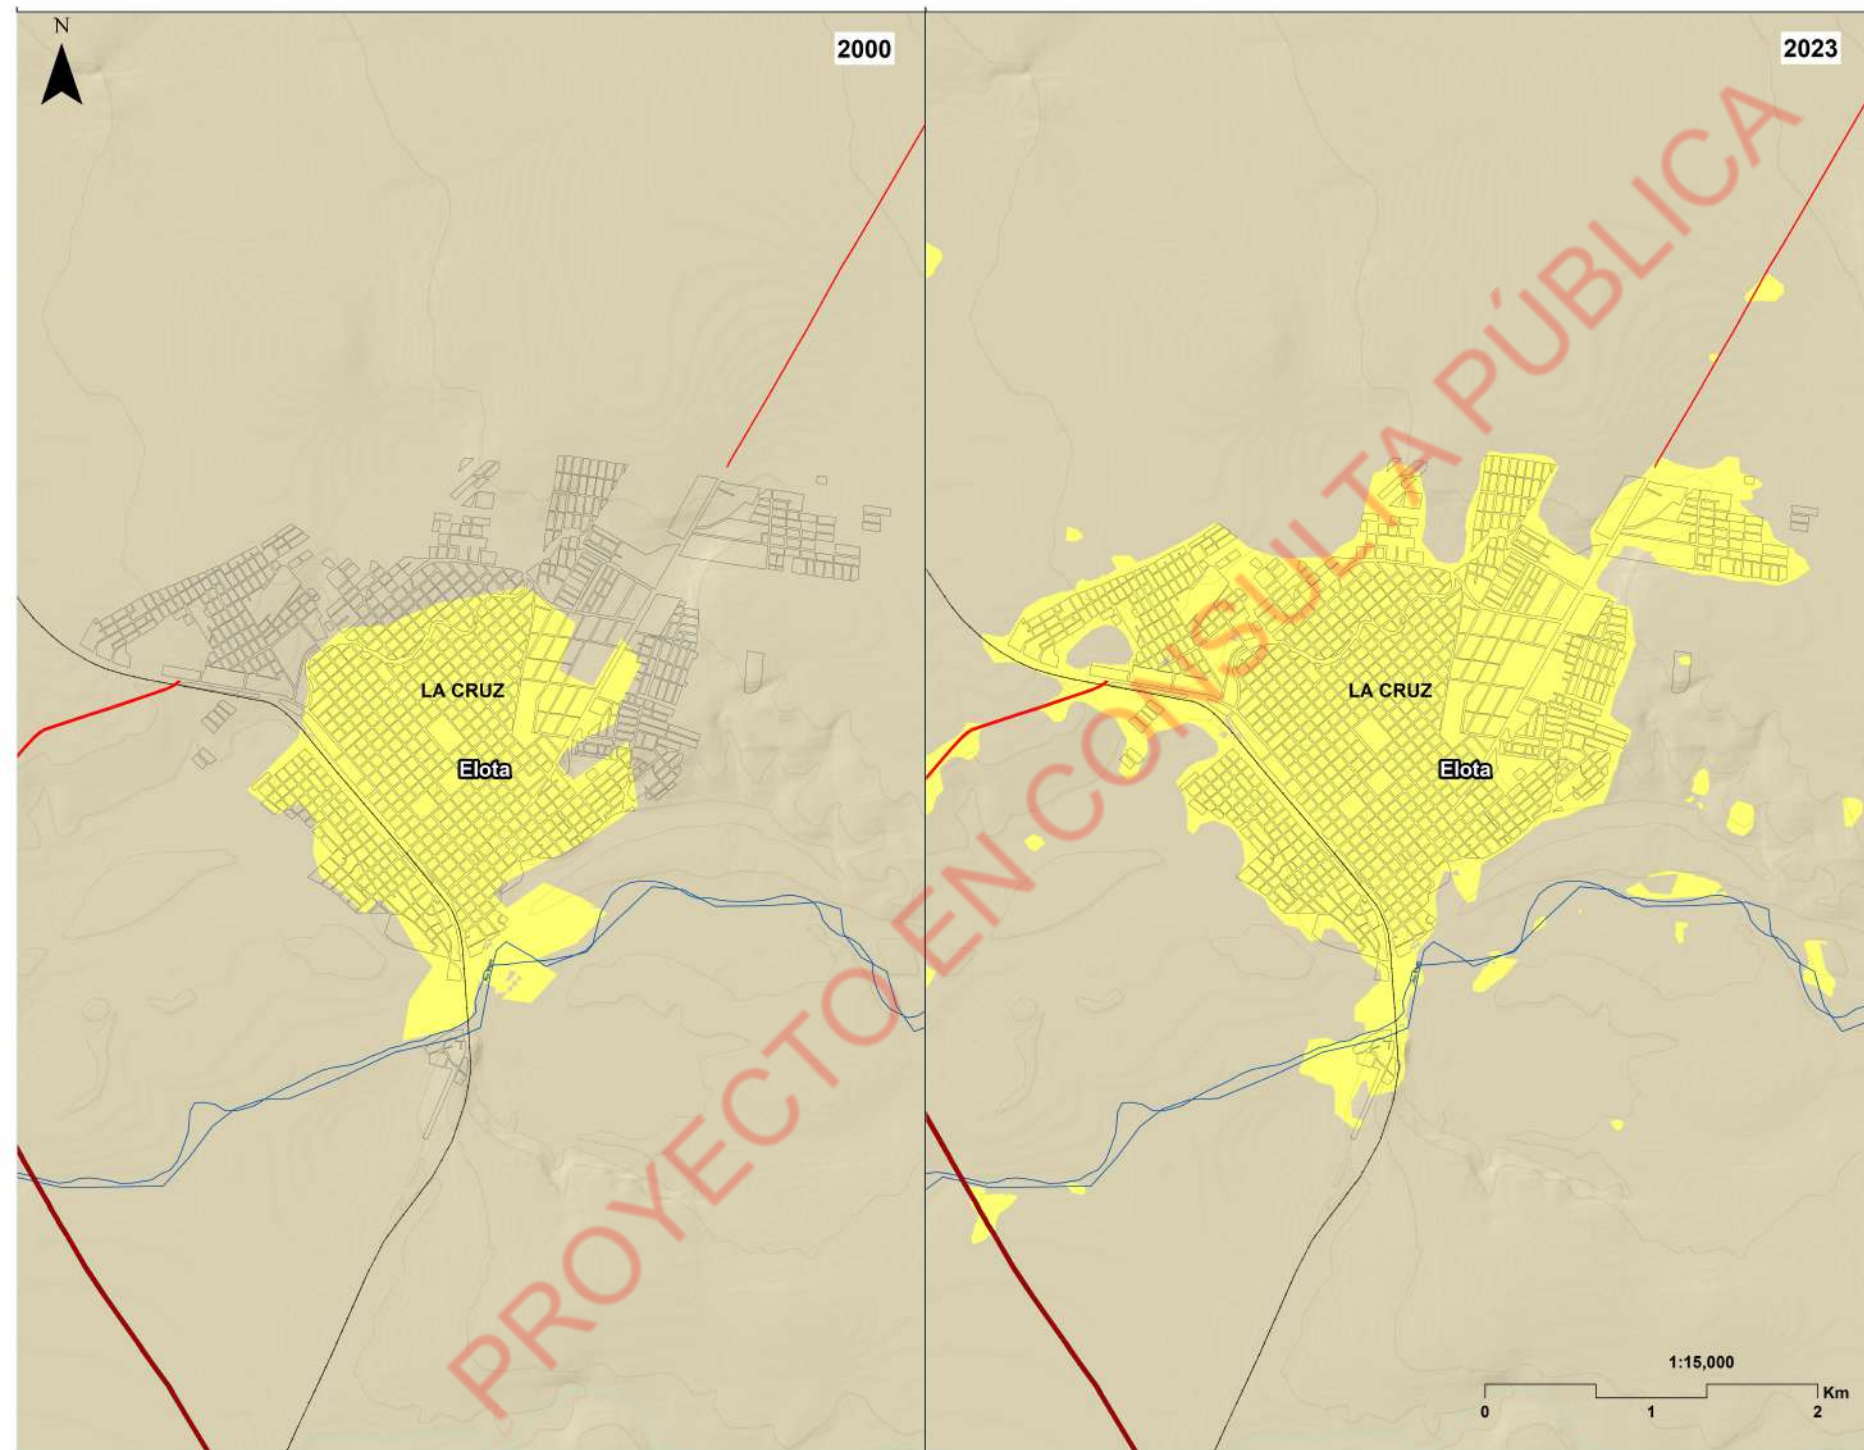 N
2000
2023
LA CRUZ
Elota
LA CRUZ
Elota
PROYECTO EN CONSULTA PÚBLICA
1:15,000
Km
0 1 2